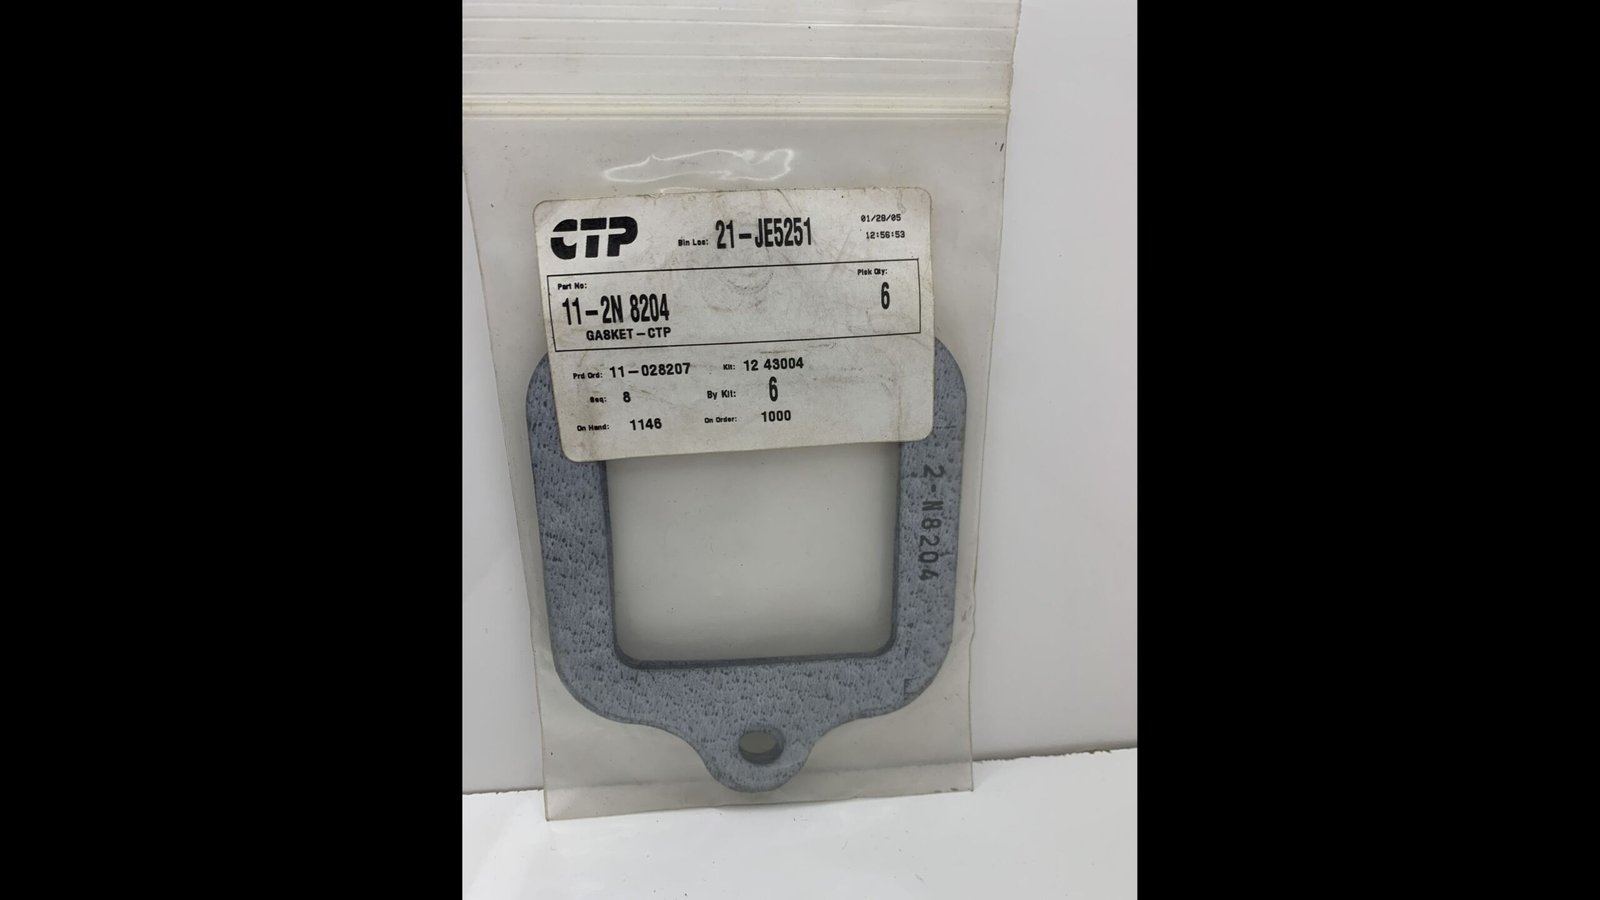 CTP
Bin Loc: 21-JE5251
01/28/05
12:56:53
Part No:
Pick Qty:
11-2N 8204
6
GASKET-CTP
Prd Ord: 11-028207 Kit: 12 43004
Seq: 8 By Kit: 6
On Hand: 1146 On Order: 1000
2-N8204